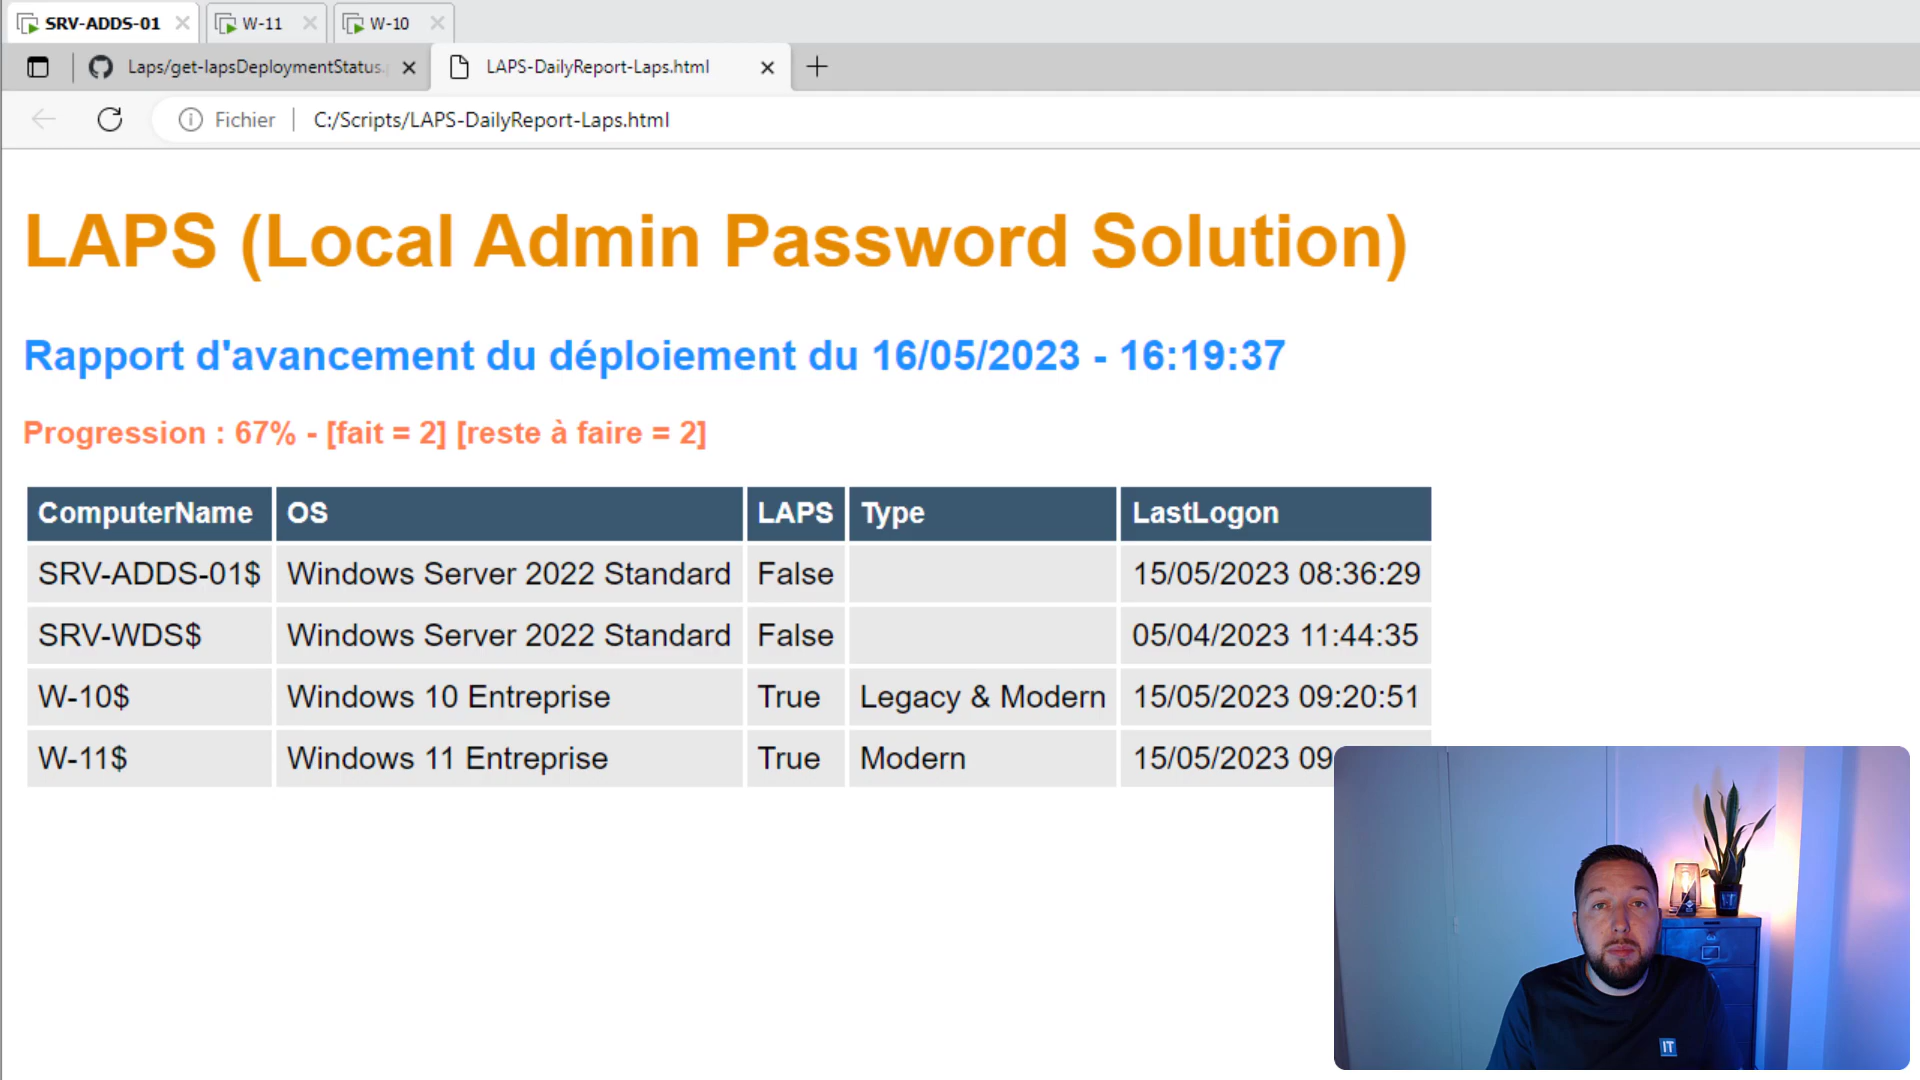 SRV-ADDS-01 W-11 W-10
Laps/get-lapsDeploymentStatus. LAPS-DailyReport-Laps.html
Fichier C:/Scripts/LAPS-DailyReport-Laps.html
LAPS (Local Admin Password Solution)
Rapport d'avancement du déploiement du 16/05/2023 - 16:19:37
Progression : 67% - [fait = 2] [reste à faire = 2]
ComputerName OS LAPS Type LastLogon
SRV-ADDS-01$ Windows Server 2022 Standard False 15/05/2023 08:36:29
SRV-WDS$ Windows Server 2022 Standard False 05/04/2023 11:44:35
W-10$ Windows 10 Entreprise True Legacy & Modern 15/05/2023 09:20:51
W-11$ Windows 11 Entreprise True Modern 15/05/2023 09
IT
IT